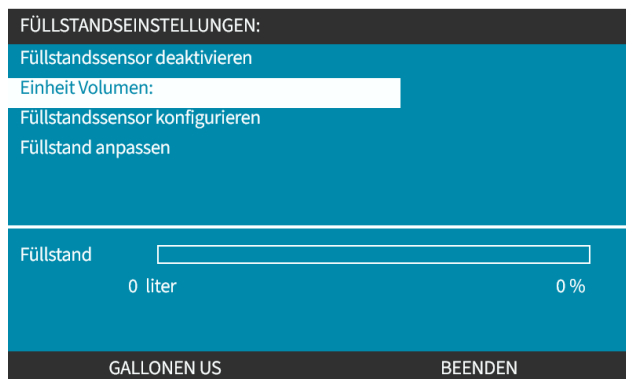 FÜLLSTANDSEINSTELLUNGEN:
Füllstandssensor deaktivieren
Einheit Volumen:
Füllstandssensor konfigurieren
Füllstand anpassen
Füllstand
0 liter 0 %
GALLONEN US BEENDEN